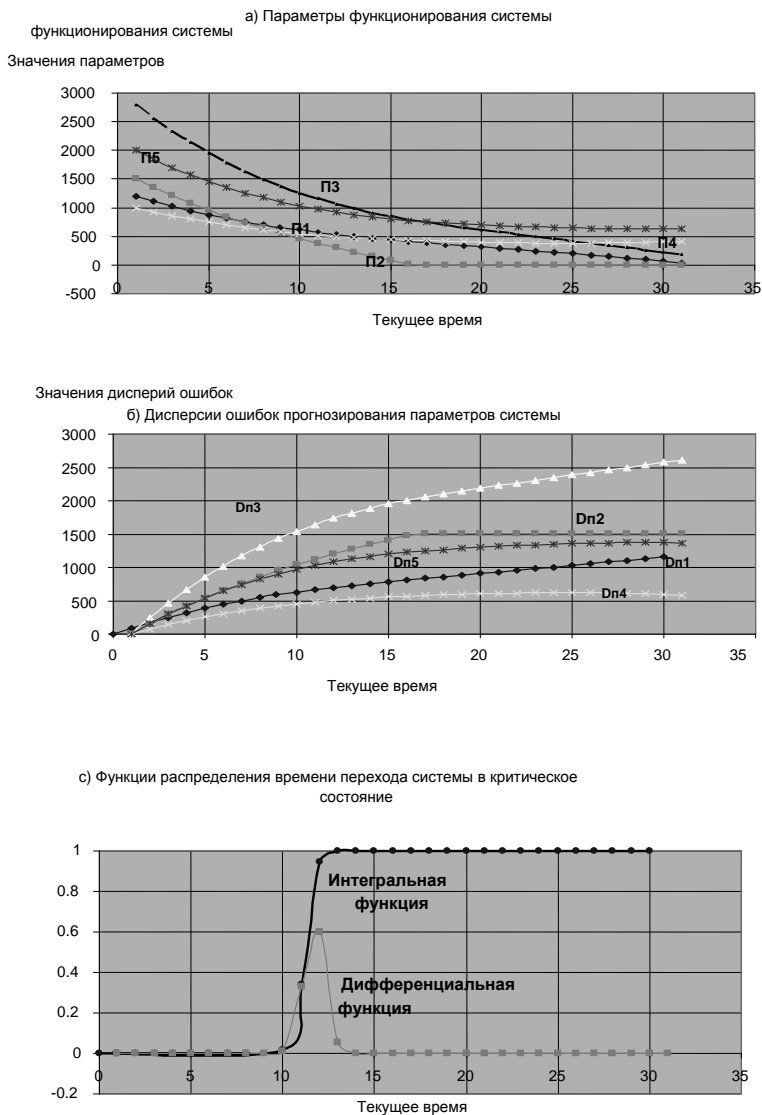 а) Параметры функционирования системы
функционирования системы
Значения параметров
3000
2500
2000
1500
1000
500
0
-500
П5
П3
П1
П4
П2
0 5 10 15 20 25 30 35
Текущее время
Значения дисперий ошибок
б) Дисперсии ошибок прогнозирования параметров системы
3000
2500
2000
1500
1000
500
0
Dп3
Dп2
Dп5
Dп1
Dп4
0 5 10 15 20 25 30 35
Текущее время
с) Функции распределения времени перехода системы в критическое
состояние
1
0.8
0.6
0.4
0.2
0
-0.2
Интегральная
функция
Дифференциальная
функция
0 5 10 15 20 25 30 35
Текущее время